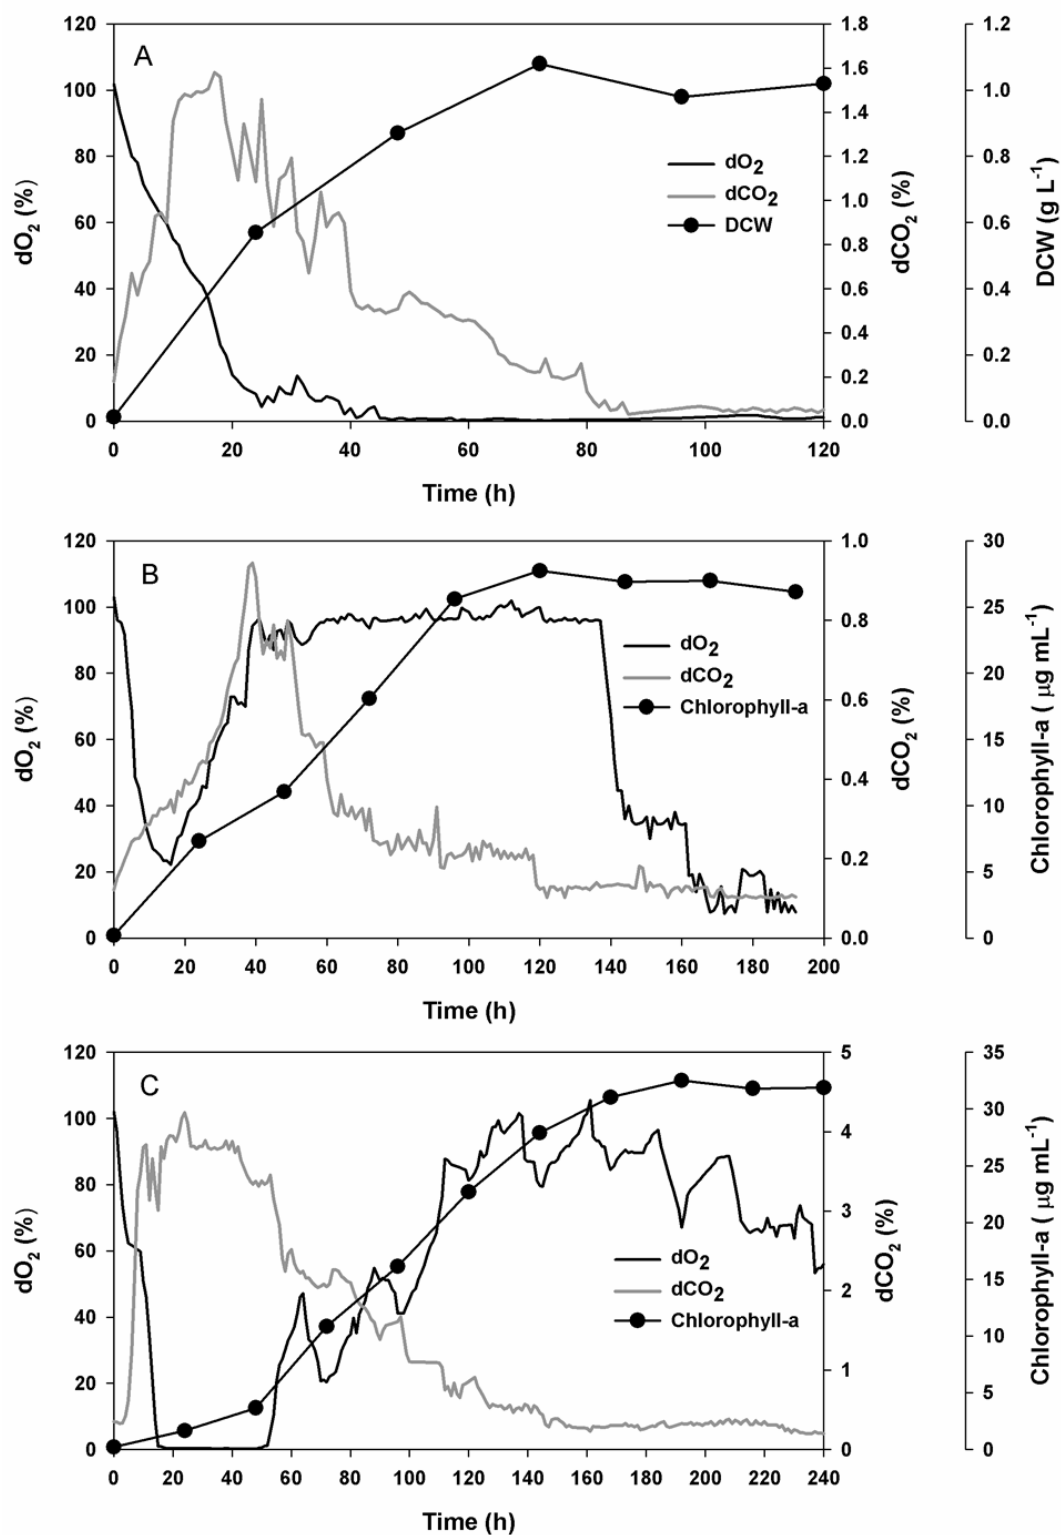 A
120
100
80
60
40
20
0
dO2 (%)
1.8
1.6
1.4
1.2
1.0
0.8
0.6
0.4
0.2
0.0
dCO2 (%)
1.2
1.0
0.8
0.6
0.4
0.2
0.0
DCW (g L-1)
dO2
dCO2
DCW
0 20 40 60 80 100 120
Time (h)
B
120
100
80
60
40
20
0
dO2 (%)
1.0
0.8
0.6
0.4
0.2
0.0
dCO2 (%)
30
25
20
15
10
5
0
Chlorophyll-a ( µg mL-1)
dO2
dCO2
Chlorophyll-a
0 20 40 60 80 100 120 140 160 180 200
Time (h)
C
120
100
80
60
40
20
0
dO2 (%)
5
4
3
2
1
0
dCO2 (%)
35
30
25
20
15
10
5
0
Chlorophyll-a ( µg mL-1)
dO2
dCO2
Chlorophyll-a
0 20 40 60 80 100 120 140 160 180 200 220 240
Time (h)